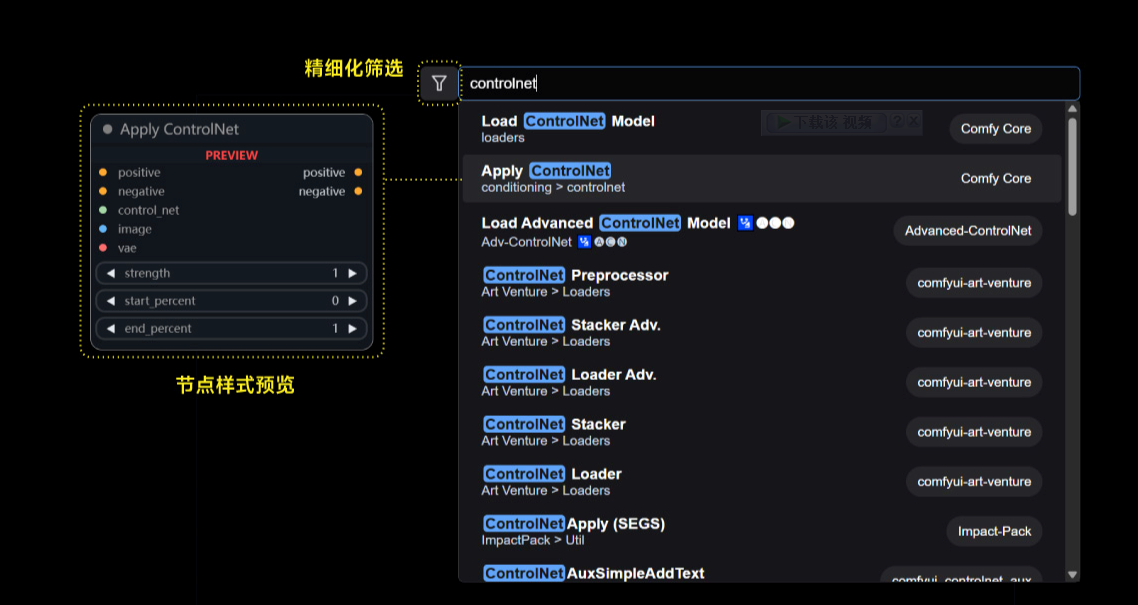 精细化筛选
controlnet
Apply ControlNet
PREVIEW
positive positive
negative negative
control_net
image
vae
strength 1
start_percent 0
end_percent 1
节点样式预览
Load ControlNet Model
loaders
下载该 视频 ? X
Comfy Core
Apply ControlNet
conditioning > controlnet
Comfy Core
Load Advanced ControlNet Model
Adv-ControlNet 🅐🅒🅝
Advanced-ControlNet
ControlNet Preprocessor
Art Venture > Loaders
comfyui-art-venture
ControlNet Stacker Adv.
Art Venture > Loaders
comfyui-art-venture
ControlNet Loader Adv.
Art Venture > Loaders
comfyui-art-venture
ControlNet Stacker
Art Venture > Loaders
comfyui-art-venture
ControlNet Loader
Art Venture > Loaders
comfyui-art-venture
ControlNetApply (SEGS)
ImpactPack > Util
Impact-Pack
ControlNetAuxSimpleAddText
comfyui_controlnet_aux